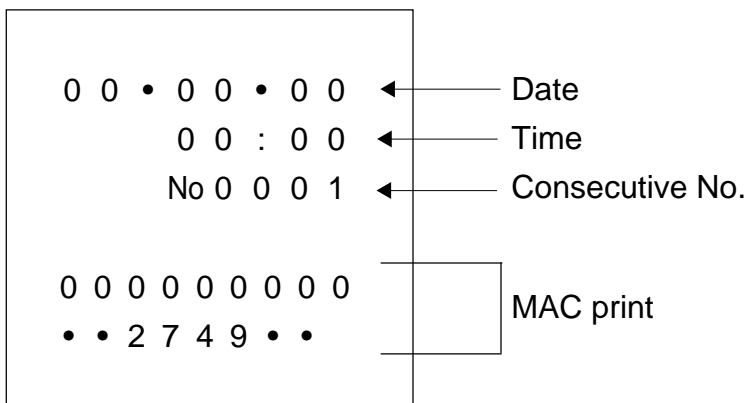 0 0 • 0 0 • 0 0 Date
0 0 : 0 0 Time
No 0 0 0 1 Consecutive No.
0 0 0 0 0 0 0 0 0
MAC print
• • 2 7 4 9 • •